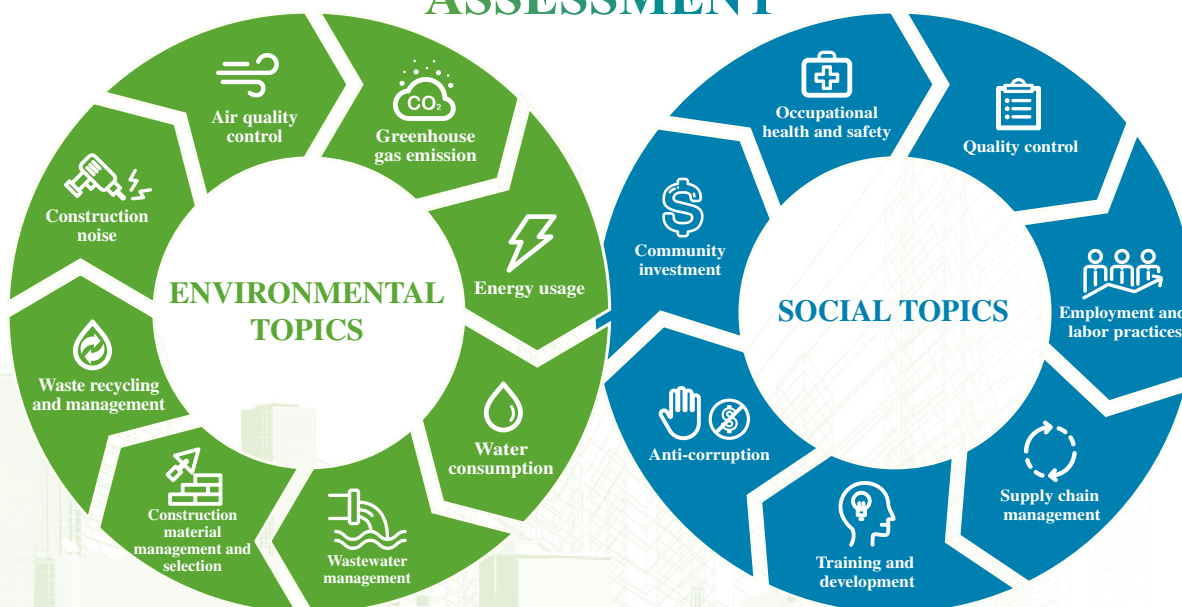 ASSESSMENT
Air quality
control
CO₂
Greenhouse
gas emission
Energy usage
Water
consumption
Wastewater
management
Construction
material
management and
selection
Waste recycling
and management
Construction
noise
ENVIRONMENTAL
TOPICS
Occupational
health and safety
Quality control
Employment and
labor practices
Supply chain
management
Training and
development
Anti-corruption
Community
investment
SOCIAL TOPICS